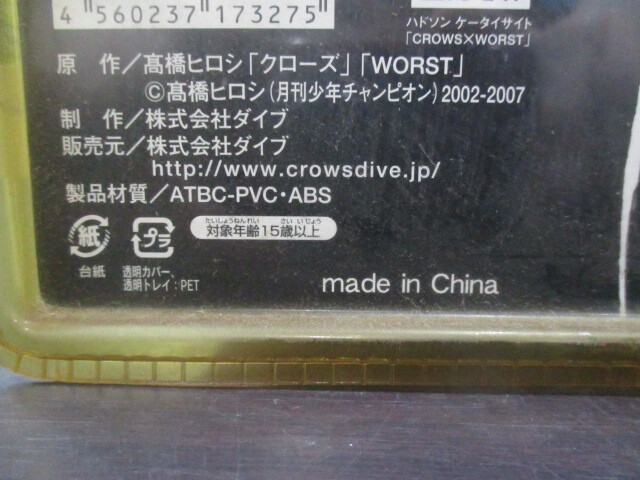 4 560237 173275
ハドソン ケータイサイト
「CROWS×WORST」
原 作／髙橋ヒロシ「クローズ」「WORST」
©髙橋ヒロシ(月刊少年チャンピオン)2002-2007
制 作／株式会社ダイブ
販売元／株式会社ダイブ
http://www.crowsdive.jp/
製品材質／ATBC-PVC・ABS
紙
プラ
たいしょうねんれい さいいじょう
対象年齢15歳以上
台紙
透明カバー、
透明トレイ：PET
made in China